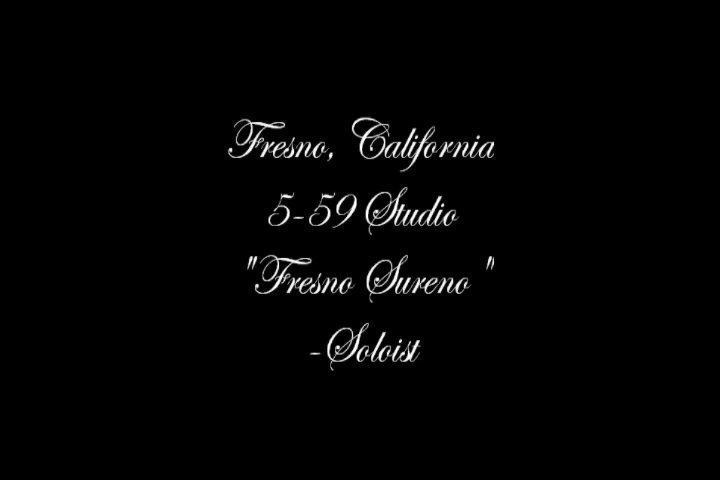 Fresno, California
5-59 Studio
"Fresno Sureno "
-Soloist